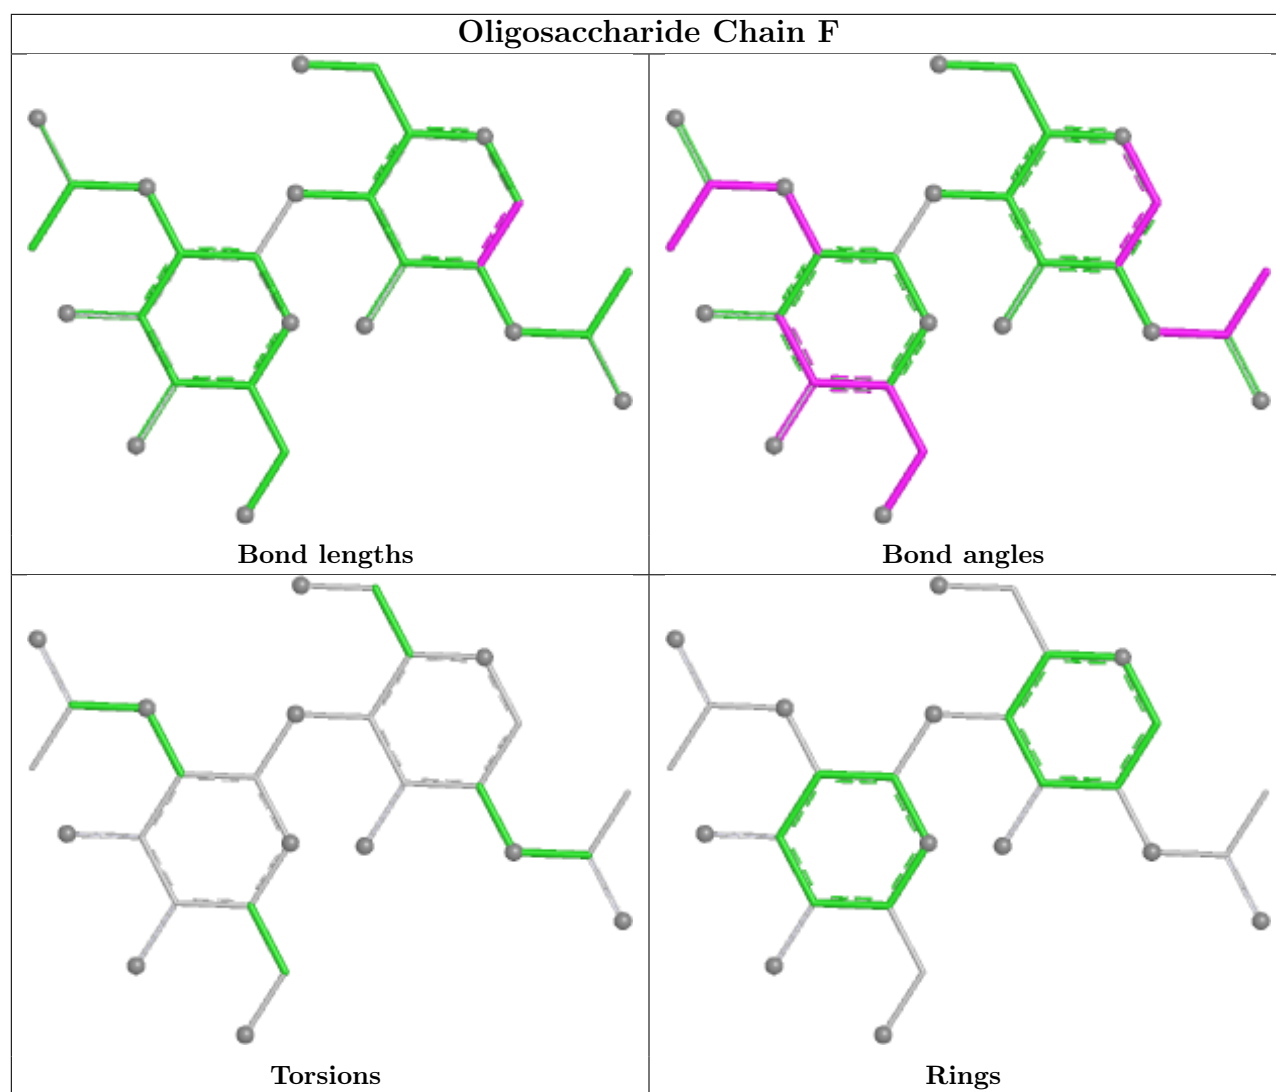 Oligosaccharide Chain F
Bond lengths
Bond angles
Torsions
Rings